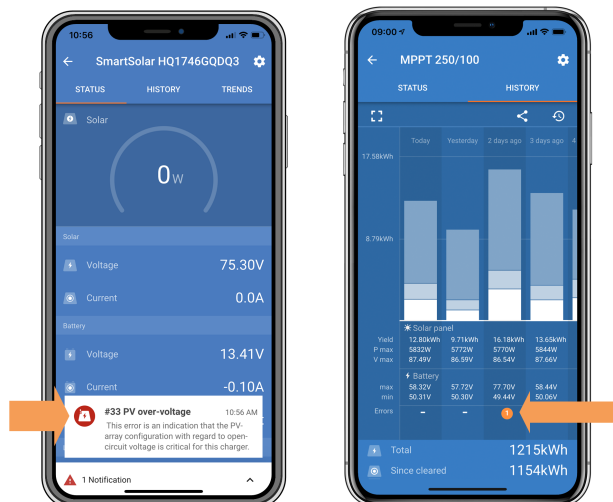 10:56
SmartSolar HQ1746GQDQ3
STATUS HISTORY TRENDS
Solar
0W
Solar
Voltage 75.30V
Current 0.0A
Battery
Voltage 13.41V
Current -0.10A
#33 PV over-voltage 10:56 AM
This error is an indication that the PV-
array configuration with regard to open-
circuit voltage is critical for this charger.
1 Notification
09:00
MPPT 250/100
STATUS HISTORY
Today Yesterday 2 days ago 3 days ago 4
17.58kWh
8.79kWh
Solar panel
Yield 12.80kWh 9.71kWh 16.18kWh 13.65kWh
P max 5832W 5772W 5770W 5844W
V max 87.49V 86.59V 86.54V 87.66V
Battery
max 58.32V 57.72V 77.70V 58.44V
min 50.31V 50.30V 49.44V 50.06V
Errors - - 1
Total 1215kWh
Since cleared 1154kWh